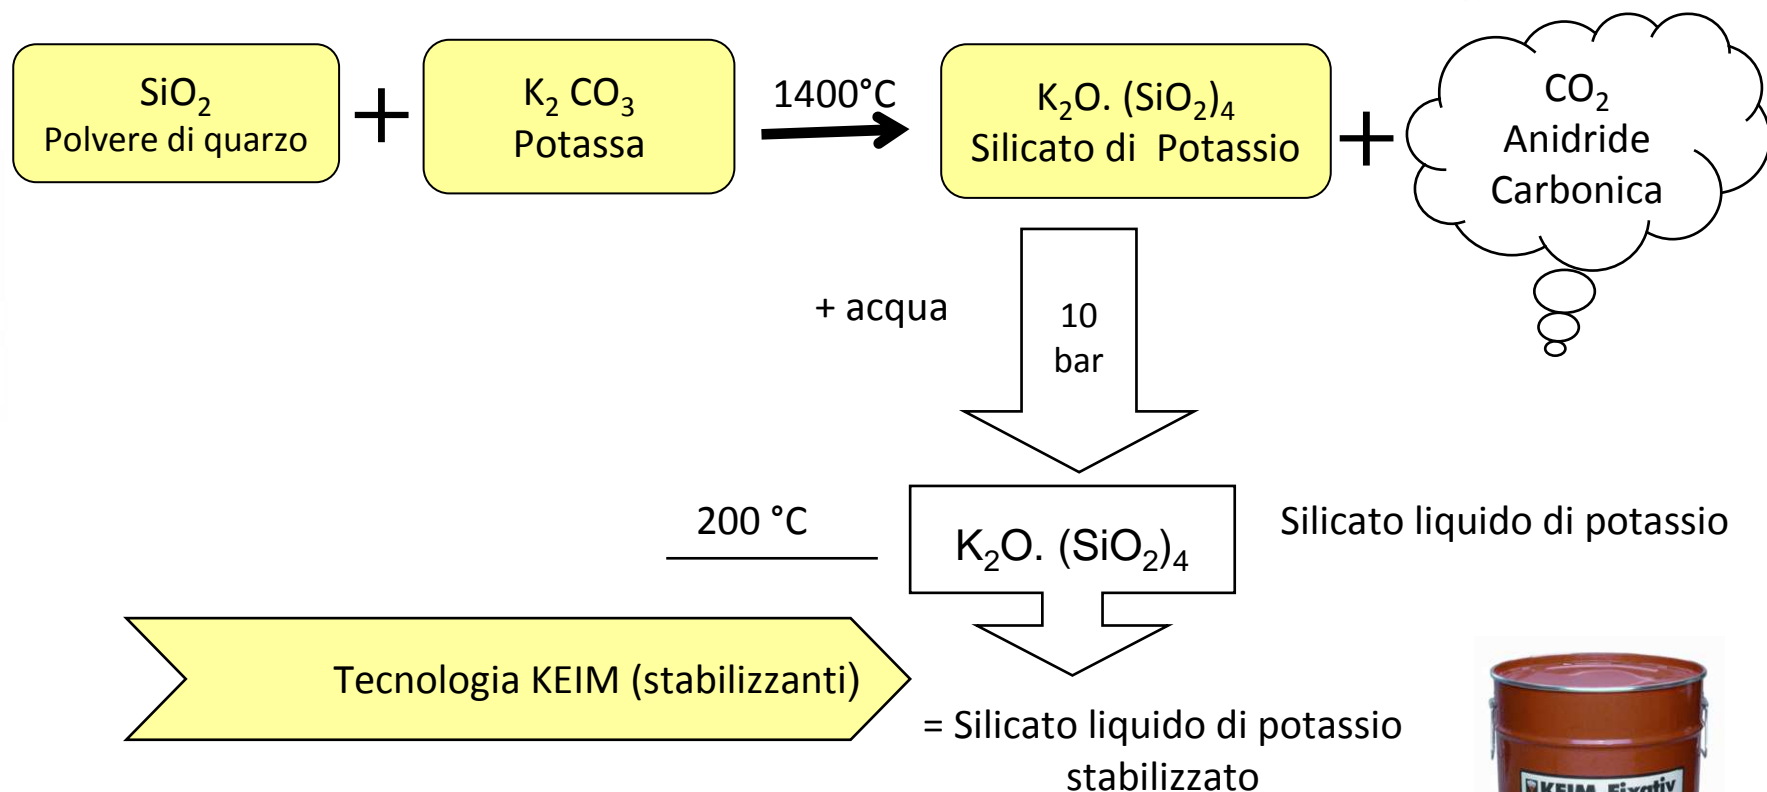 SiO₂
Polvere di quarzo
+
K₂ CO₃
Potassa
1400°C
K₂O. (SiO₂)₄
Silicato di Potassio
+
CO₂
Anidride
Carbonica
+ acqua
10
bar
200 °C
K₂O. (SiO₂)₄
Silicato liquido di potassio
Tecnologia KEIM (stabilizzanti)
= Silicato liquido di potassio
stabilizzato
KEIM Fixativ